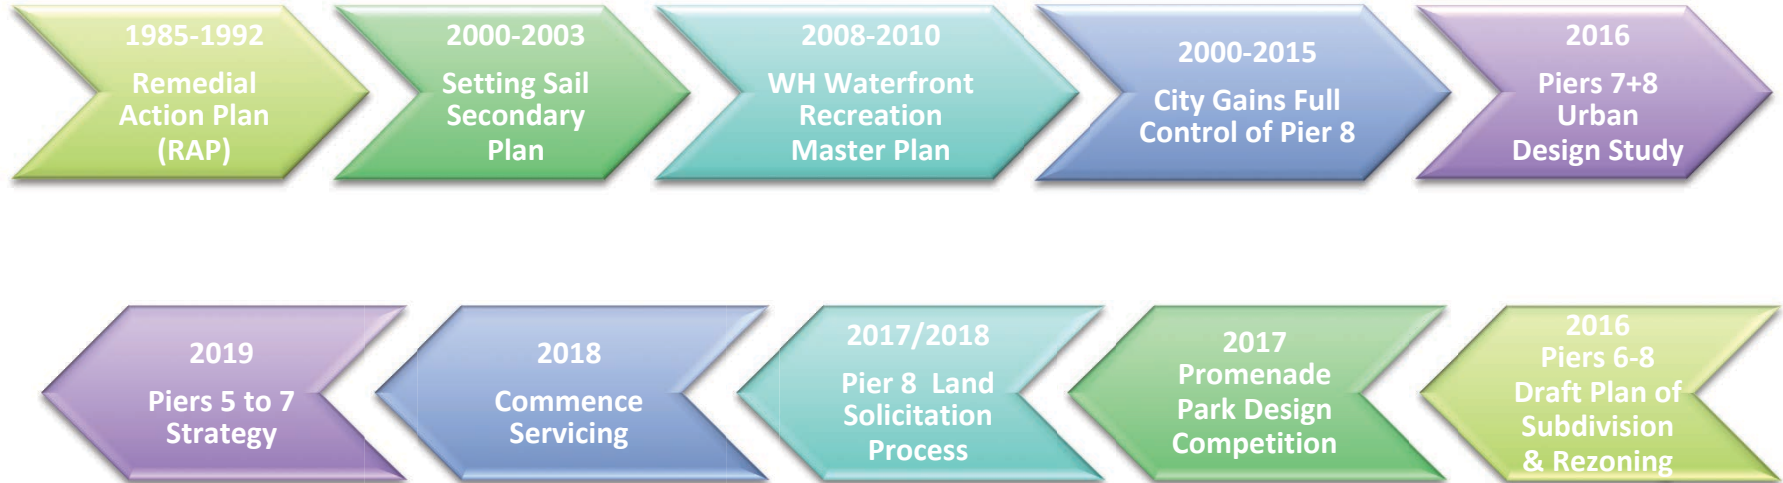 1985-1992
Remedial
Action Plan
(RAP)
2000-2003
Setting Sail
Secondary
Plan
2008-2010
WH Waterfront
Recreation
Master Plan
2000-2015
City Gains Full
Control of Pier 8
2016
Piers 7+8
Urban
Design Study
2016
Piers 6-8
Draft Plan of
Subdivision
& Rezoning
2017
Promenade
Park Design
Competition
2017/2018
Pier 8 Land
Solicitation
Process
2018
Commence
Servicing
2019
Piers 5 to 7
Strategy